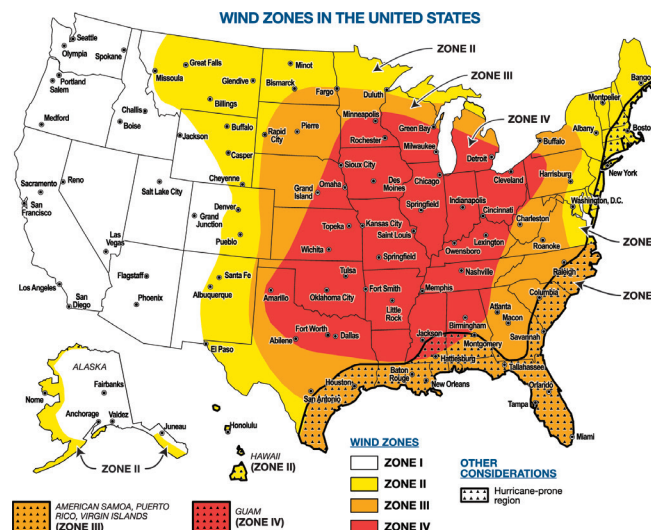 WIND ZONES IN THE UNITED STATES
Seattle
Olympia
Spokane
Portland
Salem
Medford
Missoula
Great Falls
Glendive
Billings
Minot
Bismarck
Fargo
Duluth
ZONE II
ZONE III
ZONE IV
Bango
Montpelier
Albany
Boston
New York
Challis
Boise
Jackson
Buffalo
Casper
Cheyenne
Rapid City
Pierre
Minneapolis
Rochester
Green Bay
Milwaukee
Detroit
Buffalo
Harrisburg
Washington, D.C.
Sacramento
San Francisco
Reno
Salt Lake City
Grand Junction
Denver
Pueblo
Grand Island
Sioux City
Omaha
Des Moines
Chicago
Cleveland
Springfield
Indianapolis
Cincinnati
Charleston
Roanoke
ZONE
Las Vegas
Topeka
Kansas City
Saint Louis
Owensboro
Lexington
Wichita
Springfield
Nashville
Raleigh
ZONE
Los Angeles
San Diego
Flagstaff
Phoenix
Santa Fe
Albuquerque
Amarillo
Tulsa
Oklahoma City
Fort Smith
Little Rock
Memphis
Columbia
Atlanta
Macon
Savannah
El Paso
Abilene
Fort Worth
Dallas
Jackson
Birmingham
Montgomery
Hattiesburg
Tallahassee
San Antonio
Houston
Baton Rouge
New Orleans
Orlando
Tampa
Miami
ALASKA
Nome
Fairbanks
Anchorage
Valdez
Juneau
ZONE II
Honolulu
HAWAII
(ZONE II)
WIND ZONES
ZONE I
ZONE II
ZONE III
ZONE IV
OTHER
CONSIDERATIONS
Hurricane-prone
region
AMERICAN SAMOA, PUERTO
RICO, VIRGIN ISLANDS
(ZONE III)
GUAM
(ZONE IV)